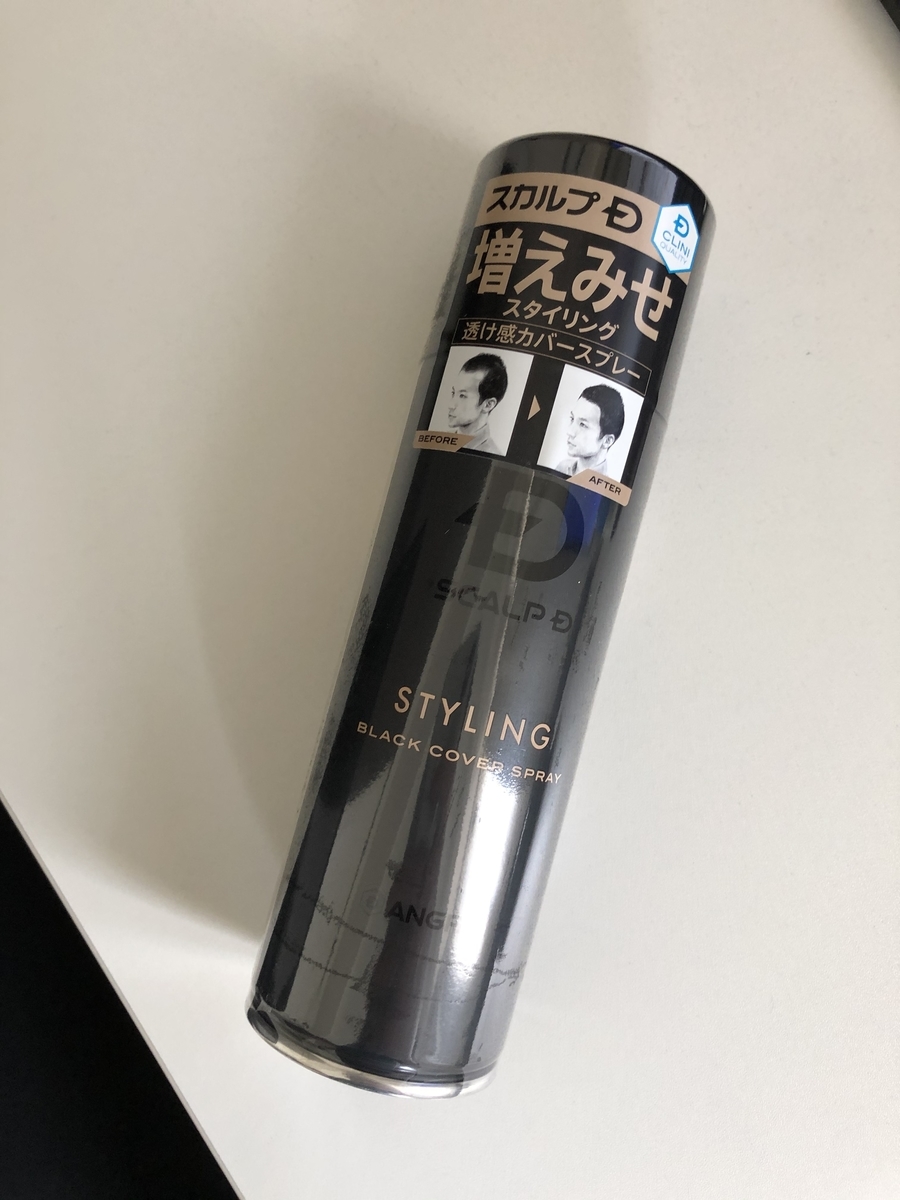 スカルプD
D
CLINI
QUALITY
増えみせ
スタイリング
透け感カバースプレー
BEFORE
AFTER
D
SCALP D
STYLING
BLACK COVER SPRAY